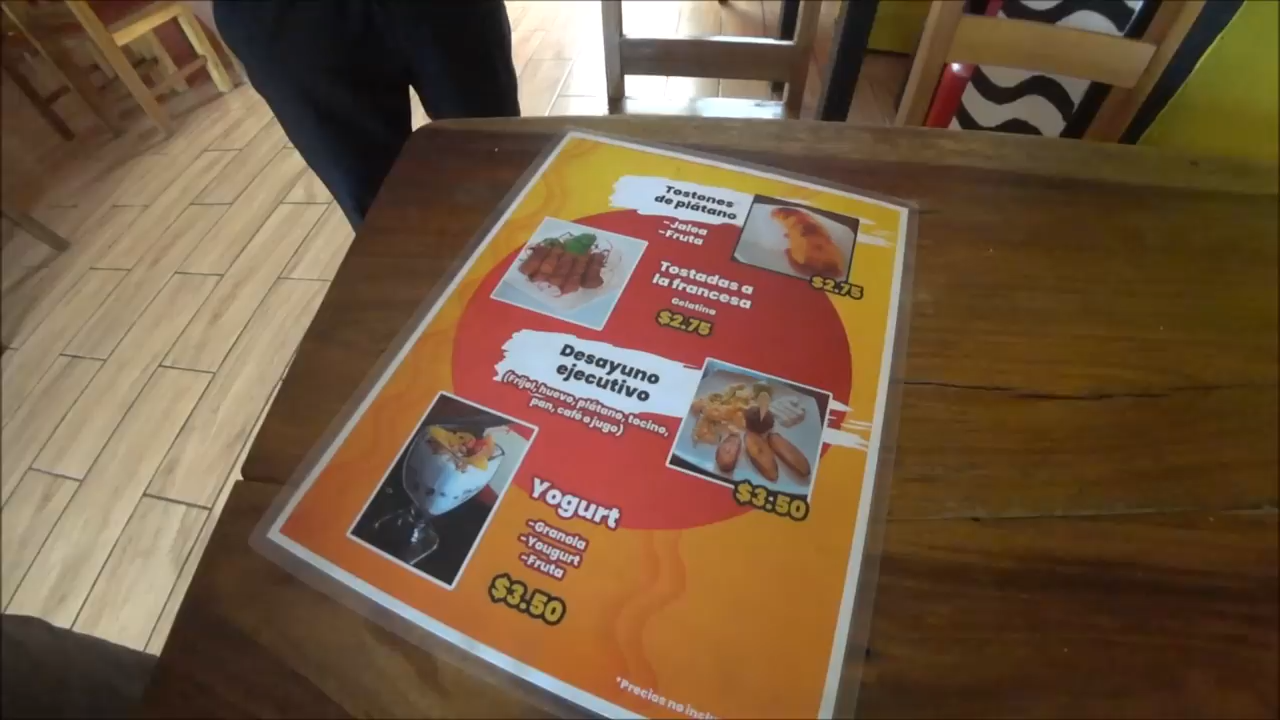 Tostones
de plátano
-Jalea
-Fruta
$2.75
Tostadas a
la francesa
Gelatina
$2.75
Desayuno
ejecutivo
(Frijol, huevo, plátano, tocino,
pan, café o jugo)
$3:50
Yogurt
-Granola
-Yougurt
-Fruta
$3.50
*Precios no